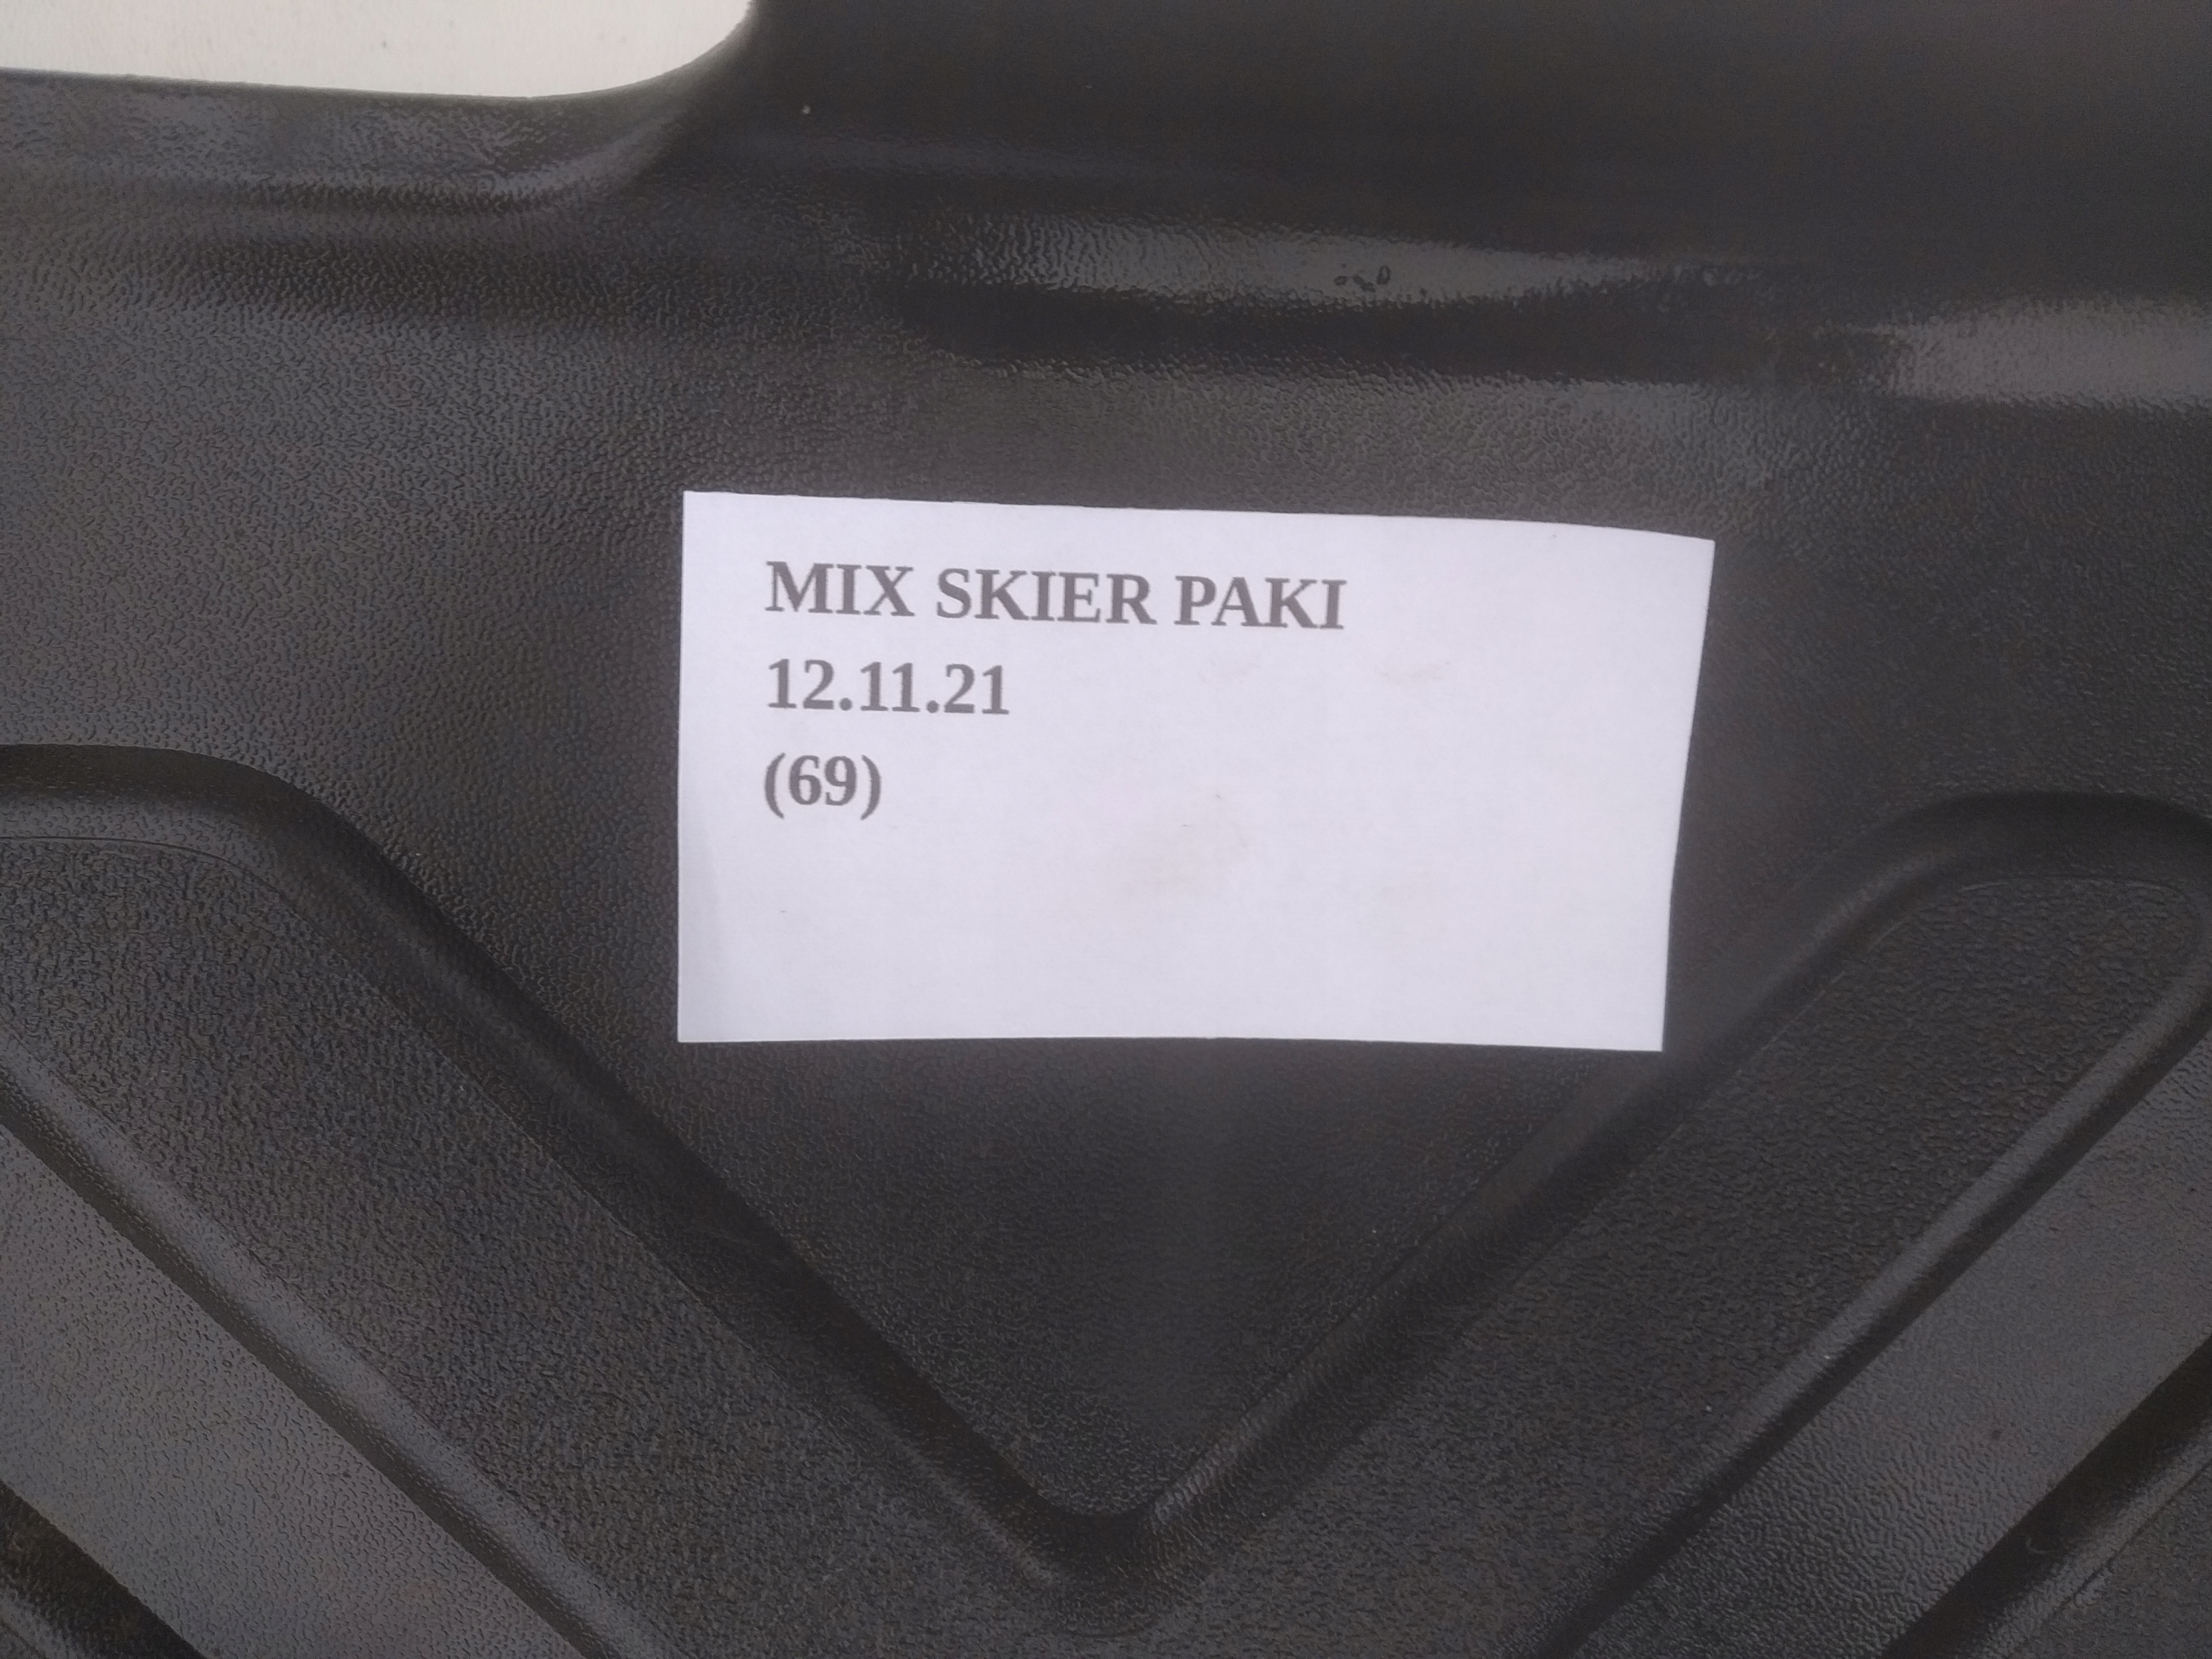 MIX SKIER PAKI
12.11.21
(69)